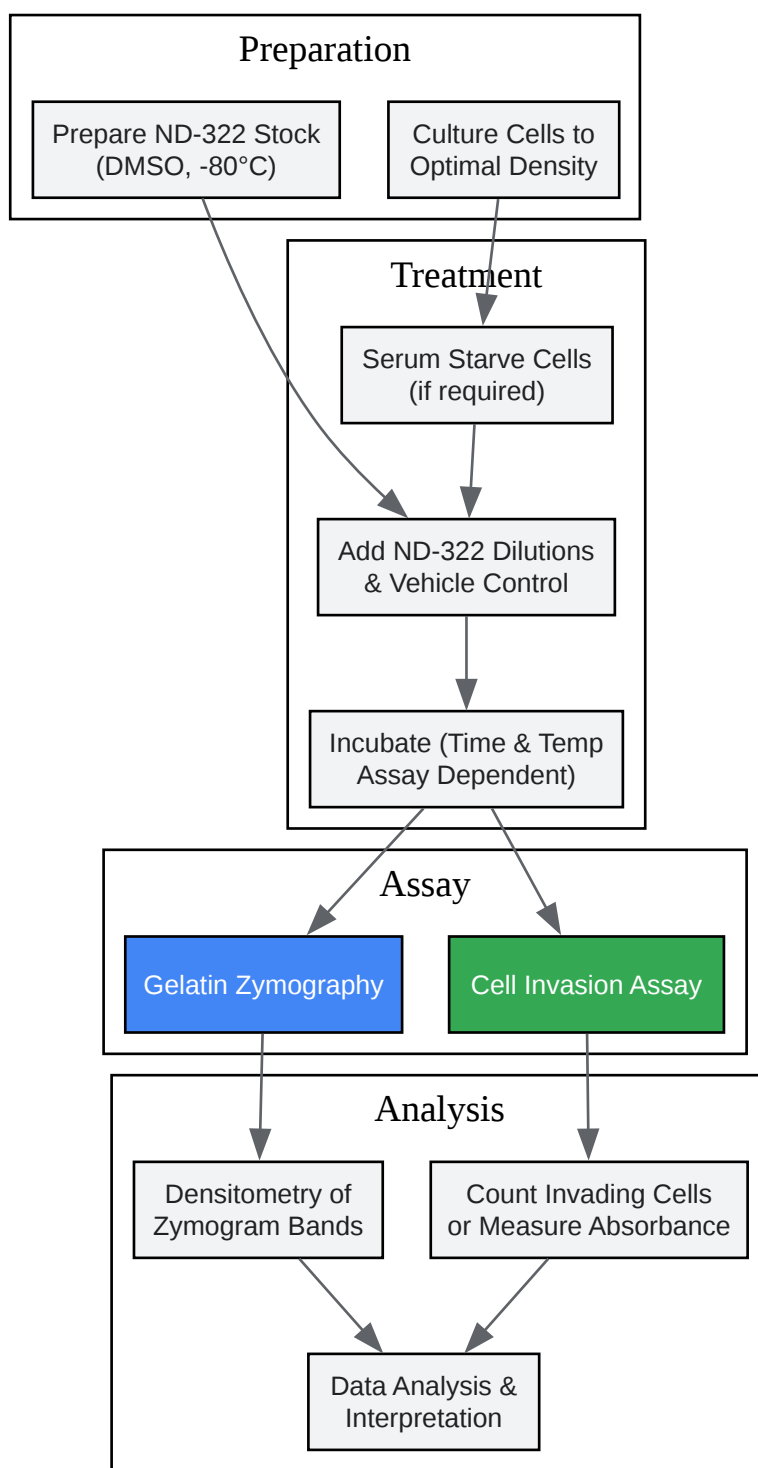 Preparation
Prepare ND-322 Stock
(DMSO, -80°C)
Culture Cells to
Optimal Density
Treatment
Serum Starve Cells
(if required)
Add ND-322 Dilutions
& Vehicle Control
Incubate (Time & Temp
Assay Dependent)
Assay
Gelatin Zymography
Cell Invasion Assay
Analysis
Densitometry of
Zymogram Bands
Count Invading Cells
or Measure Absorbance
Data Analysis &
Interpretation